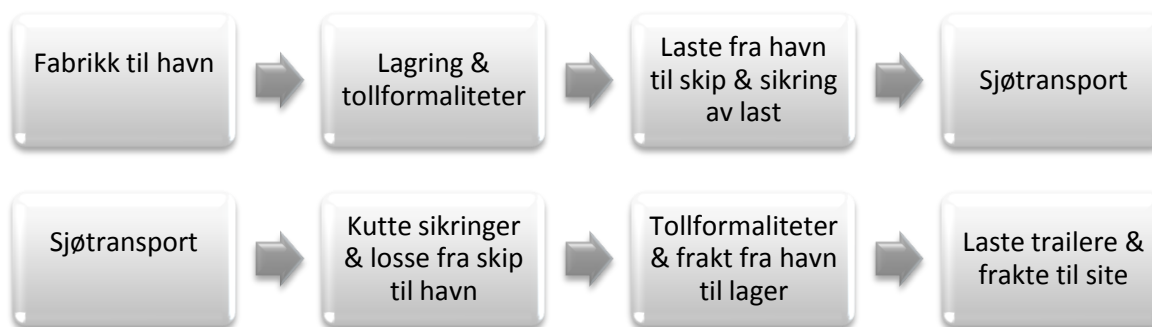 Fabrikk til havn
Lagring &
tollformaliteter
Laste fra havn
til skip & sikring
av last
Sjøtransport
Sjøtransport
Kutte sikringer
& losse fra skip
til havn
Tollformaliteter
& frakt fra havn
til lager
Laste trailere &
frakte til site